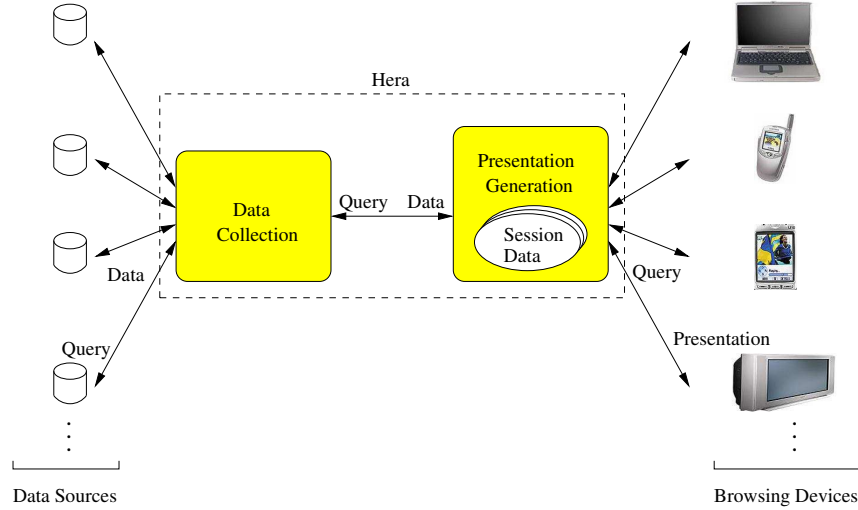 Hera
Data
Collection
Query
Data
Presentation
Generation
Session
Data
Data
Query
Query
Presentation
Data Sources
Browsing Devices